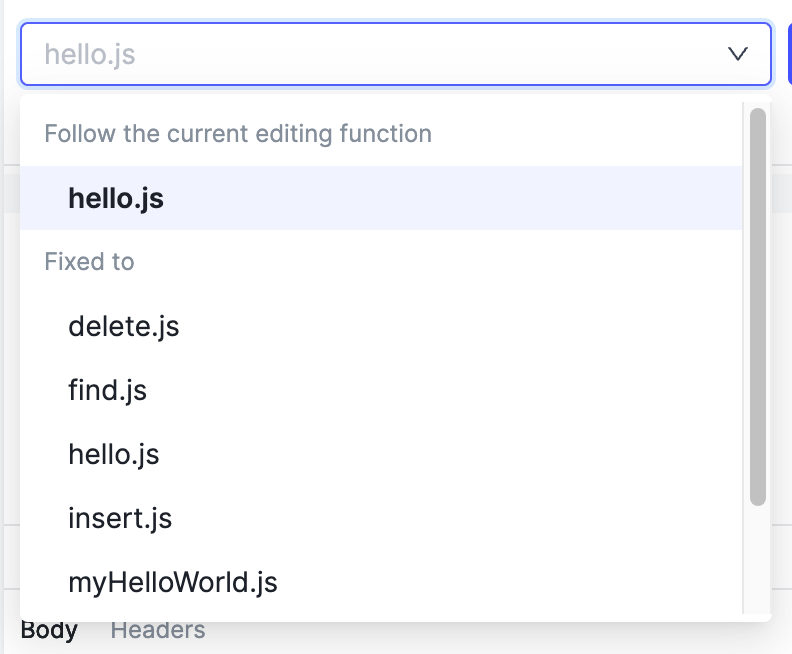 hello.js
Follow the current editing function
hello.js
Fixed to
delete.js
find.js
hello.js
insert.js
myHelloWorld.js
Body Headers